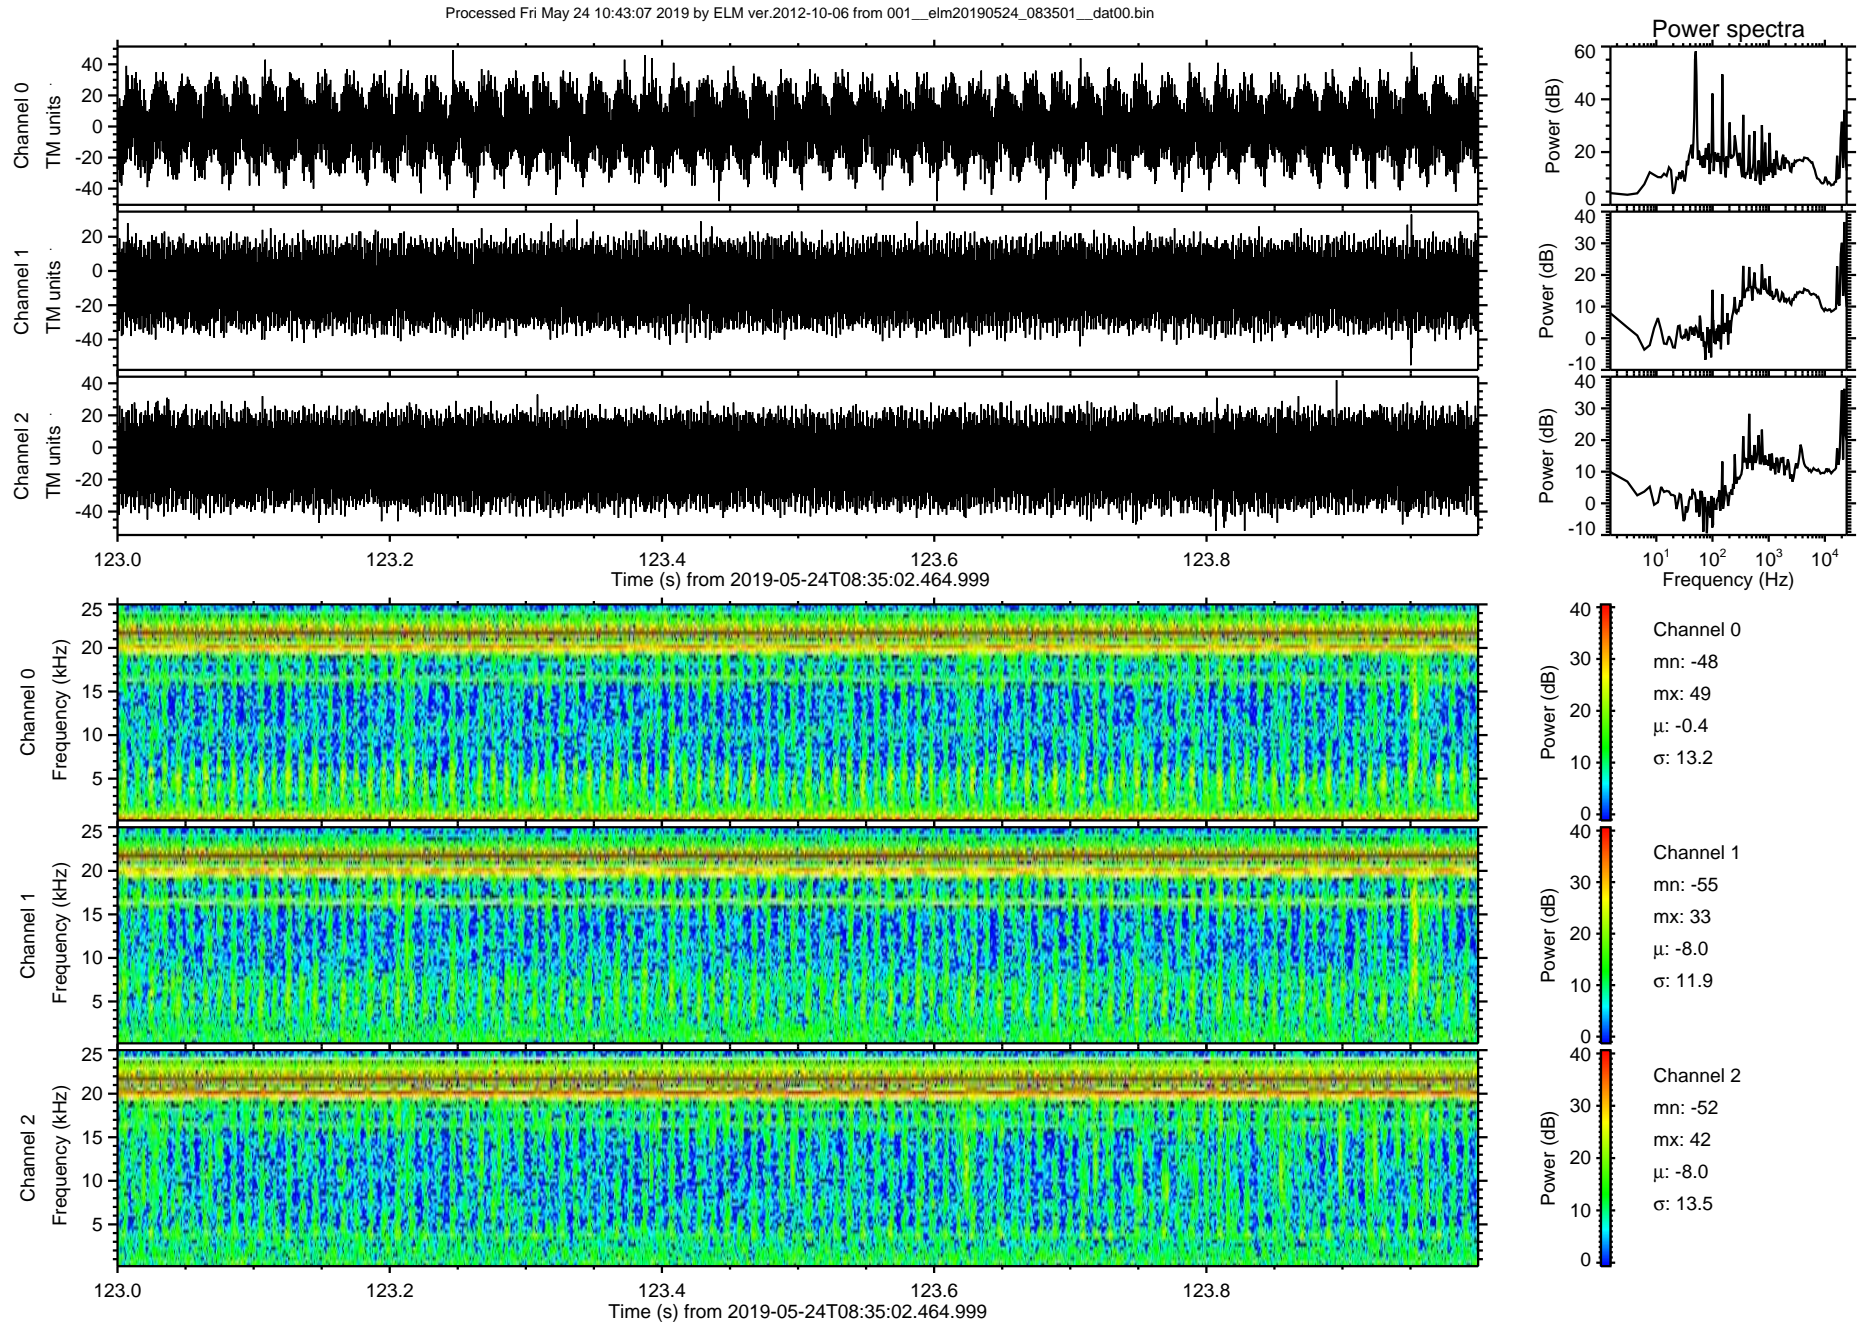 Processed Fri May 24 10:43:07 2019 by ELM ver.2012-10-06 from 001__elm20190524_083501__dat00.bin
Power spectra
Channel 0
TM units
40
20
0
-20
-40
Power (dB)
60
40
20
0
Channel 1
TM units
20
0
-20
-40
Power (dB)
40
30
20
10
0
-10
Channel 2
TM units
40
20
0
-20
-40
Power (dB)
40
30
20
10
0
-10
123.0 123.2 123.4 123.6 123.8
Time (s) from 2019-05-24T08:35:02.464.999
10^1 10^2 10^3 10^4
Frequency (Hz)
Channel 0
Frequency (kHz)
25
20
15
10
5
Power (dB)
40
30
20
10
0
Channel 0
mn: -48
mx: 49
μ: -0.4
σ: 13.2
Channel 1
Frequency (kHz)
25
20
15
10
5
Power (dB)
40
30
20
10
0
Channel 1
mn: -55
mx: 33
μ: -8.0
σ: 11.9
Channel 2
Frequency (kHz)
25
20
15
10
5
Power (dB)
40
30
20
10
0
Channel 2
mn: -52
mx: 42
μ: -8.0
σ: 13.5
123.0 123.2 123.4 123.6 123.8
Time (s) from 2019-05-24T08:35:02.464.999